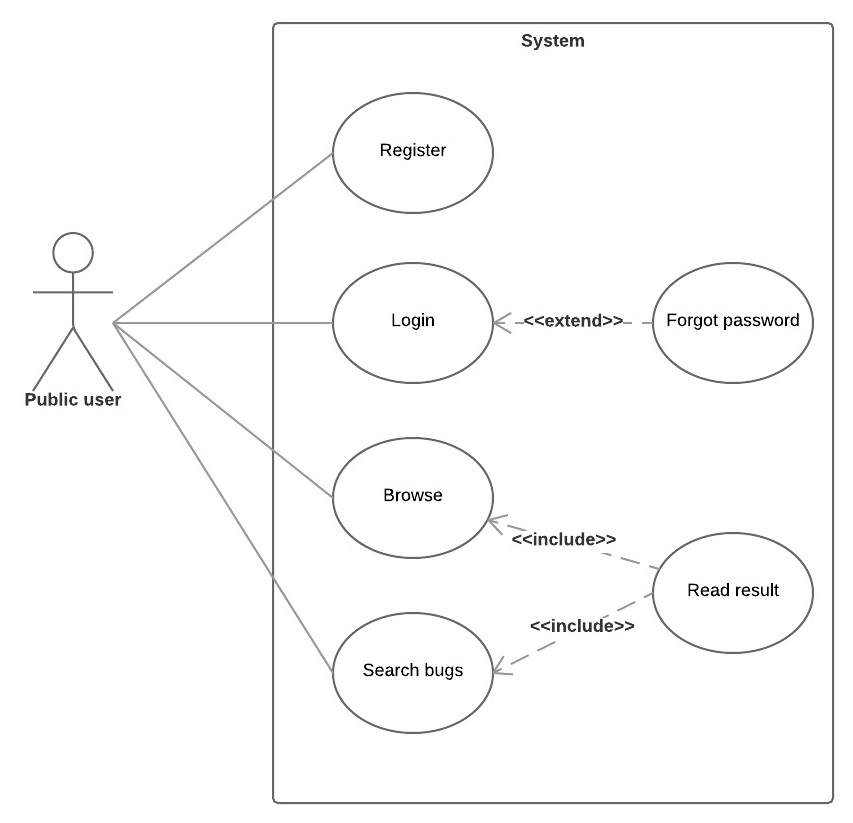 System
Register
Login
<<extend>>
Forgot password
Public user
Browse
<<include>>
Read result
<<include>>
Search bugs